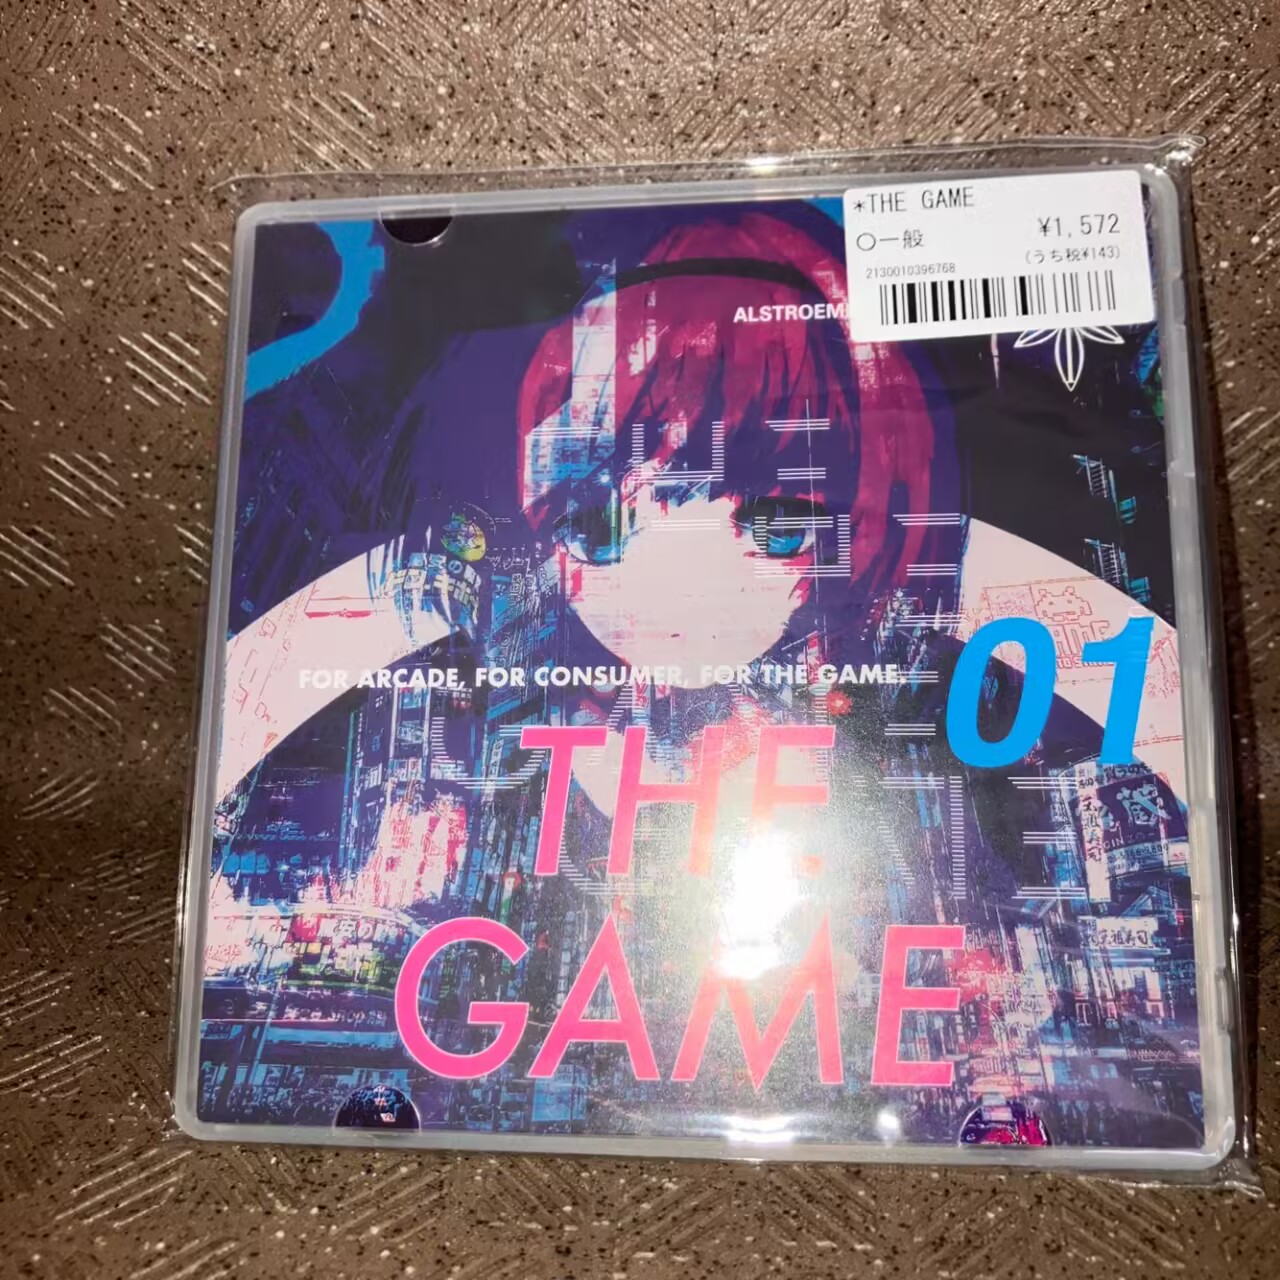 *THE GAME
○一般
¥1,572
(うち税¥143)
2130010396768
ALSTROEM
FOR ARCADE, FOR CONSUMER, FOR THE GAME.
01
THE
GAME